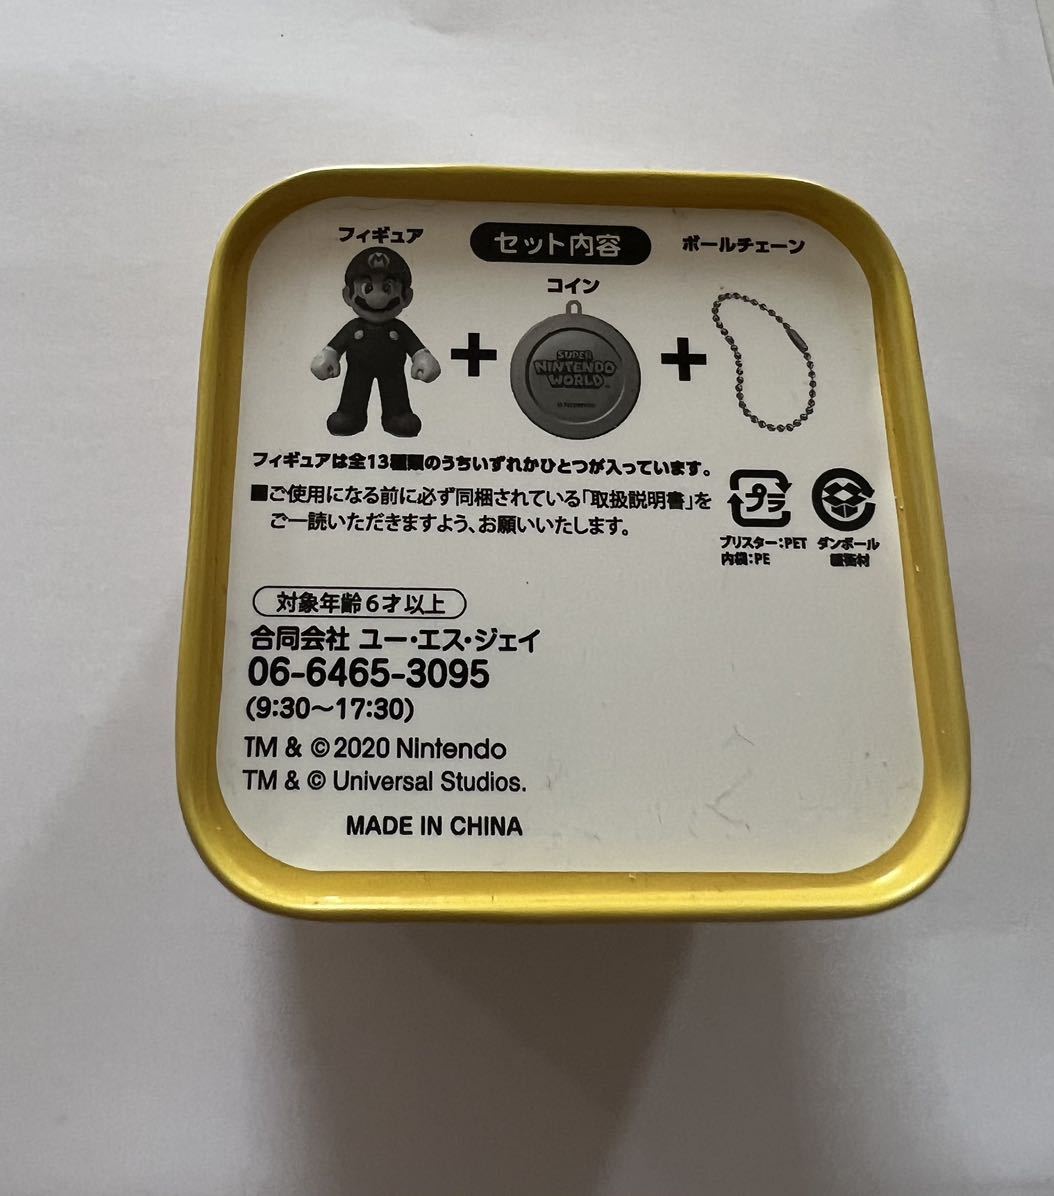 フィギュア
セット内容
ボールチェーン
コイン
M
SUPER
NINTENDO
WORLD
フィギュアは全13種類のうちいずれかひとつが入っています。
■ご使用になる前に必ず同梱されている「取扱説明書」を
ご一読いただきますよう、お願いいたします。
プラ
ブリスター:PET
内袋:PE
ダンボール
緩衝材
対象年齢6才以上
合同会社 ユー・エス・ジェイ
06-6465-3095
(9:30~17:30)
TM & © 2020 Nintendo
TM & © Universal Studios.
MADE IN CHINA